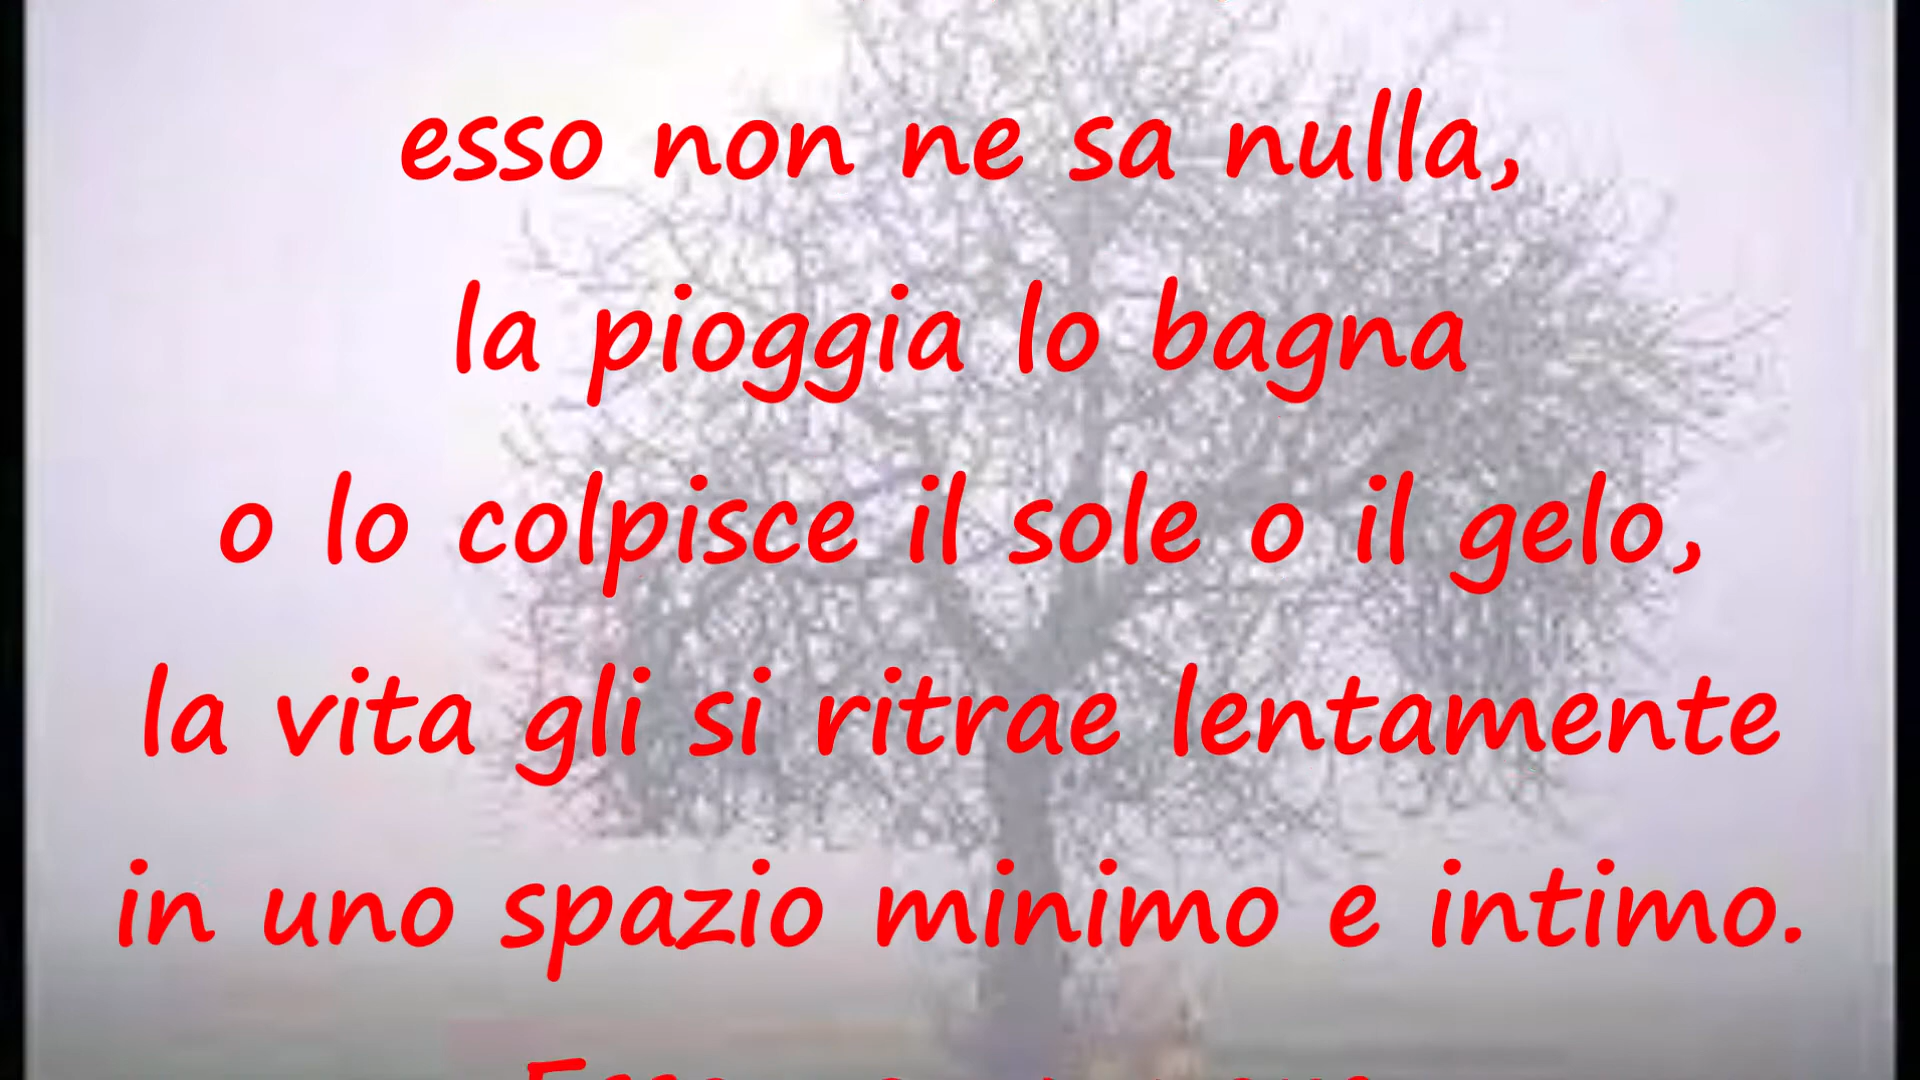 esso non ne sa nulla,
la pioggia lo bagna
o lo colpisce il sole o il gelo,
la vita gli si ritrae lentamente
in uno spazio minimo e intimo.